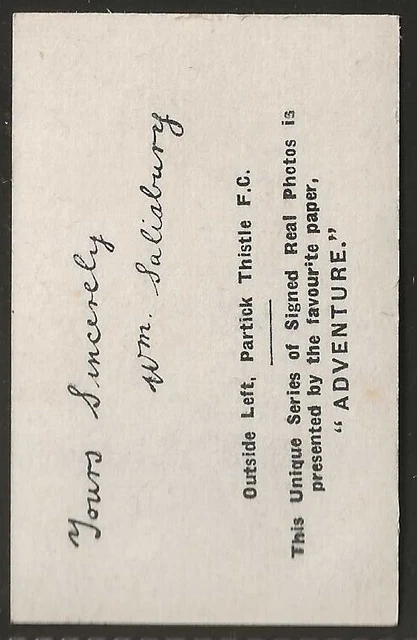 Yours Sincerely
Wm. Salisbury
Outside Left, Partick Thistle F.C.
This Unique Series of Signed Real Photos is
presented by the favourite paper,
“ ADVENTURE.”